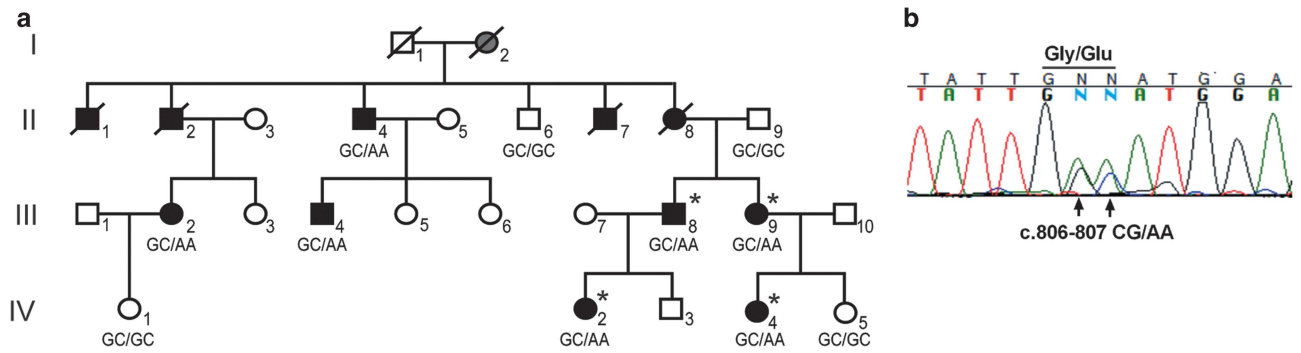 a
I
1 2
II
1 2 3 4 5 6 7 8 9
GC/AA GC/GC GC/GC
III
1 2 3 4 5 6 7 8 * 9 * 10
GC/AA GC/AA GC/AA GC/AA
IV
1 2 * 3 4 * 5
GC/GC GC/AA GC/AA GC/GC
b
Gly/Glu
T A T T G N N A T G G A
T A T T G N N A T G G A
c.806-807 CG/AA